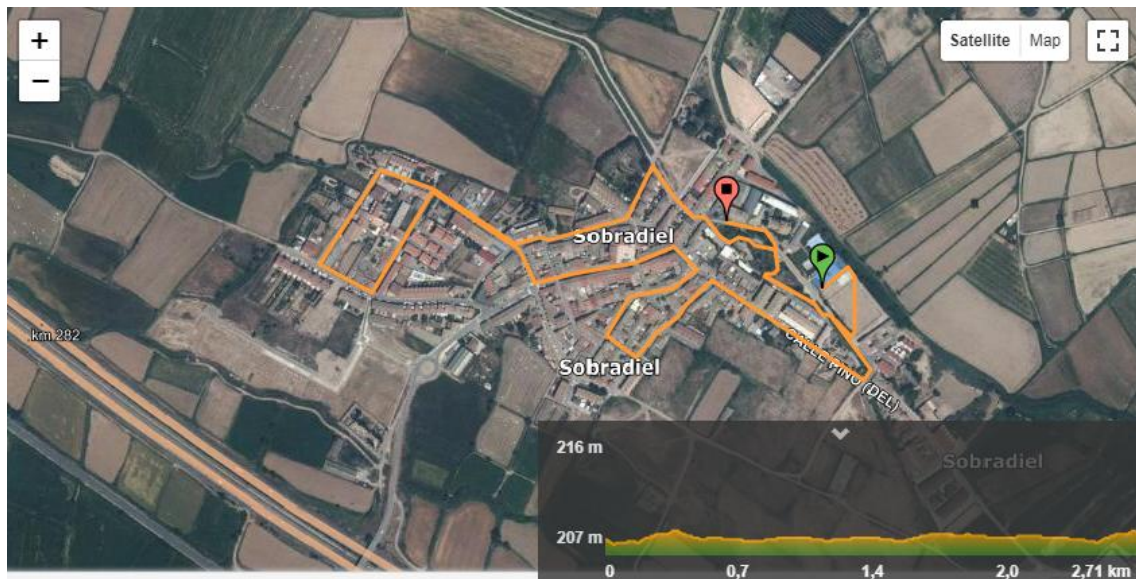 +
Satellite Map
−
Sobradiel
km 282
CALLE PINO (DEL)
Sobradiel
Sobradiel
216 m
207 m
0 0,7 1,4 2,0 2,71 km